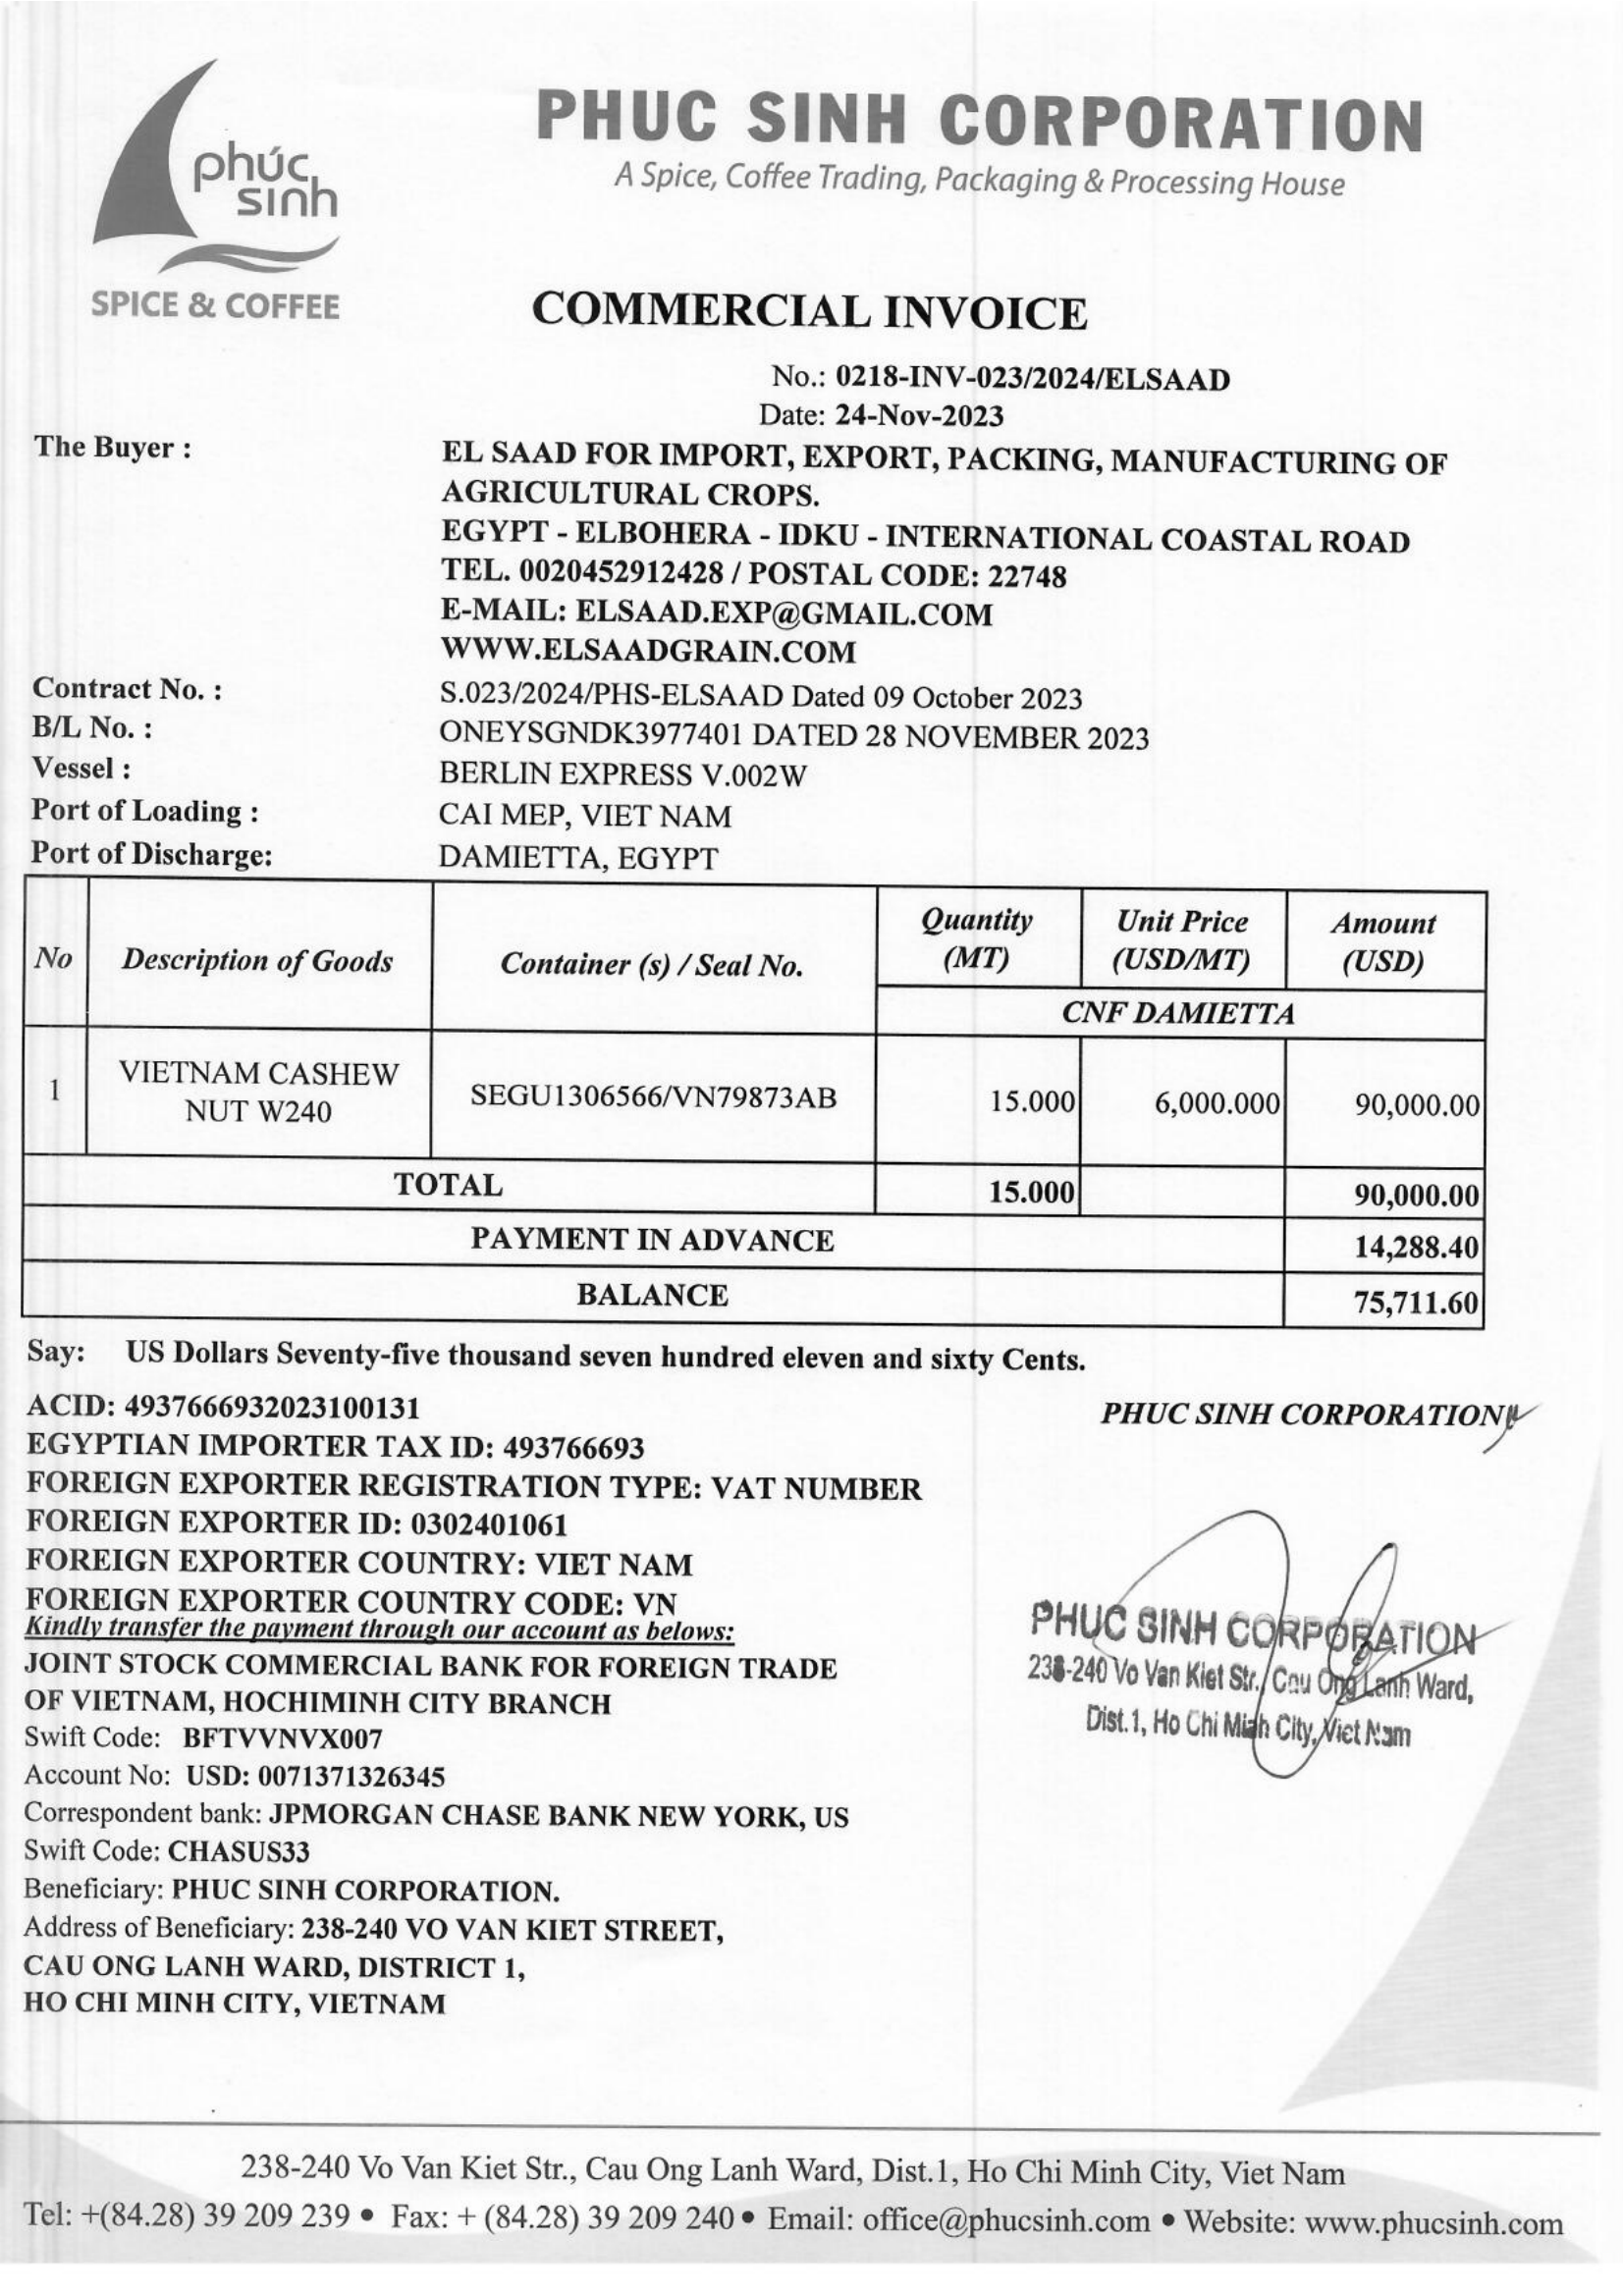 phúc
sinh
SPICE & COFFEE
PHUC SINH CORPORATION
A Spice, Coffee Trading, Packaging & Processing House
COMMERCIAL INVOICE
No.: 0218-INV-023/2024/ELSAAD
Date: 24-Nov-2023
The Buyer : EL SAAD FOR IMPORT, EXPORT, PACKING, MANUFACTURING OF
AGRICULTURAL CROPS.
EGYPT - ELBOHERA - IDKU - INTERNATIONAL COASTAL ROAD
TEL. 0020452912428 / POSTAL CODE: 22748
E-MAIL: ELSAAD.EXP@GMAIL.COM
WWW.ELSAADGRAIN.COM
Contract No. : S.023/2024/PHS-ELSAAD Dated 09 October 2023
B/L No. : ONEYSGNDK3977401 DATED 28 NOVEMBER 2023
Vessel : BERLIN EXPRESS V.002W
Port of Loading : CAI MEP, VIET NAM
Port of Discharge: DAMIETTA, EGYPT
No Description of Goods Container (s) / Seal No. Quantity (MT) Unit Price (USD/MT) Amount (USD)
CNF DAMIETTA
1 VIETNAM CASHEW NUT W240 SEGU1306566/VN79873AB 15.000 6,000.000 90,000.00
TOTAL 15.000 90,000.00
PAYMENT IN ADVANCE 14,288.40
BALANCE 75,711.60
Say: US Dollars Seventy-five thousand seven hundred eleven and sixty Cents.
ACID: 4937666932023100131
EGYPTIAN IMPORTER TAX ID: 493766693
FOREIGN EXPORTER REGISTRATION TYPE: VAT NUMBER
FOREIGN EXPORTER ID: 0302401061
FOREIGN EXPORTER COUNTRY: VIET NAM
FOREIGN EXPORTER COUNTRY CODE: VN
Kindly transfer the payment through our account as belows:
JOINT STOCK COMMERCIAL BANK FOR FOREIGN TRADE
OF VIETNAM, HOCHIMINH CITY BRANCH
Swift Code: BFTVVNVX007
Account No: USD: 0071371326345
Correspondent bank: JPMORGAN CHASE BANK NEW YORK, US
Swift Code: CHASUS33
Beneficiary: PHUC SINH CORPORATION.
Address of Beneficiary: 238-240 VO VAN KIET STREET,
CAU ONG LANH WARD, DISTRICT 1,
HO CHI MINH CITY, VIETNAM
PHUC SINH CORPORATION
PHUC SINH CORPORATION
238-240 Vo Van Kiet Str., Cau Ong Lanh Ward,
Dist.1, Ho Chi Minh City, Viet Nam
238-240 Vo Van Kiet Str., Cau Ong Lanh Ward, Dist.1, Ho Chi Minh City, Viet Nam
Tel: +(84.28) 39 209 239 • Fax: + (84.28) 39 209 240 • Email: office@phucsinh.com • Website: www.phucsinh.com